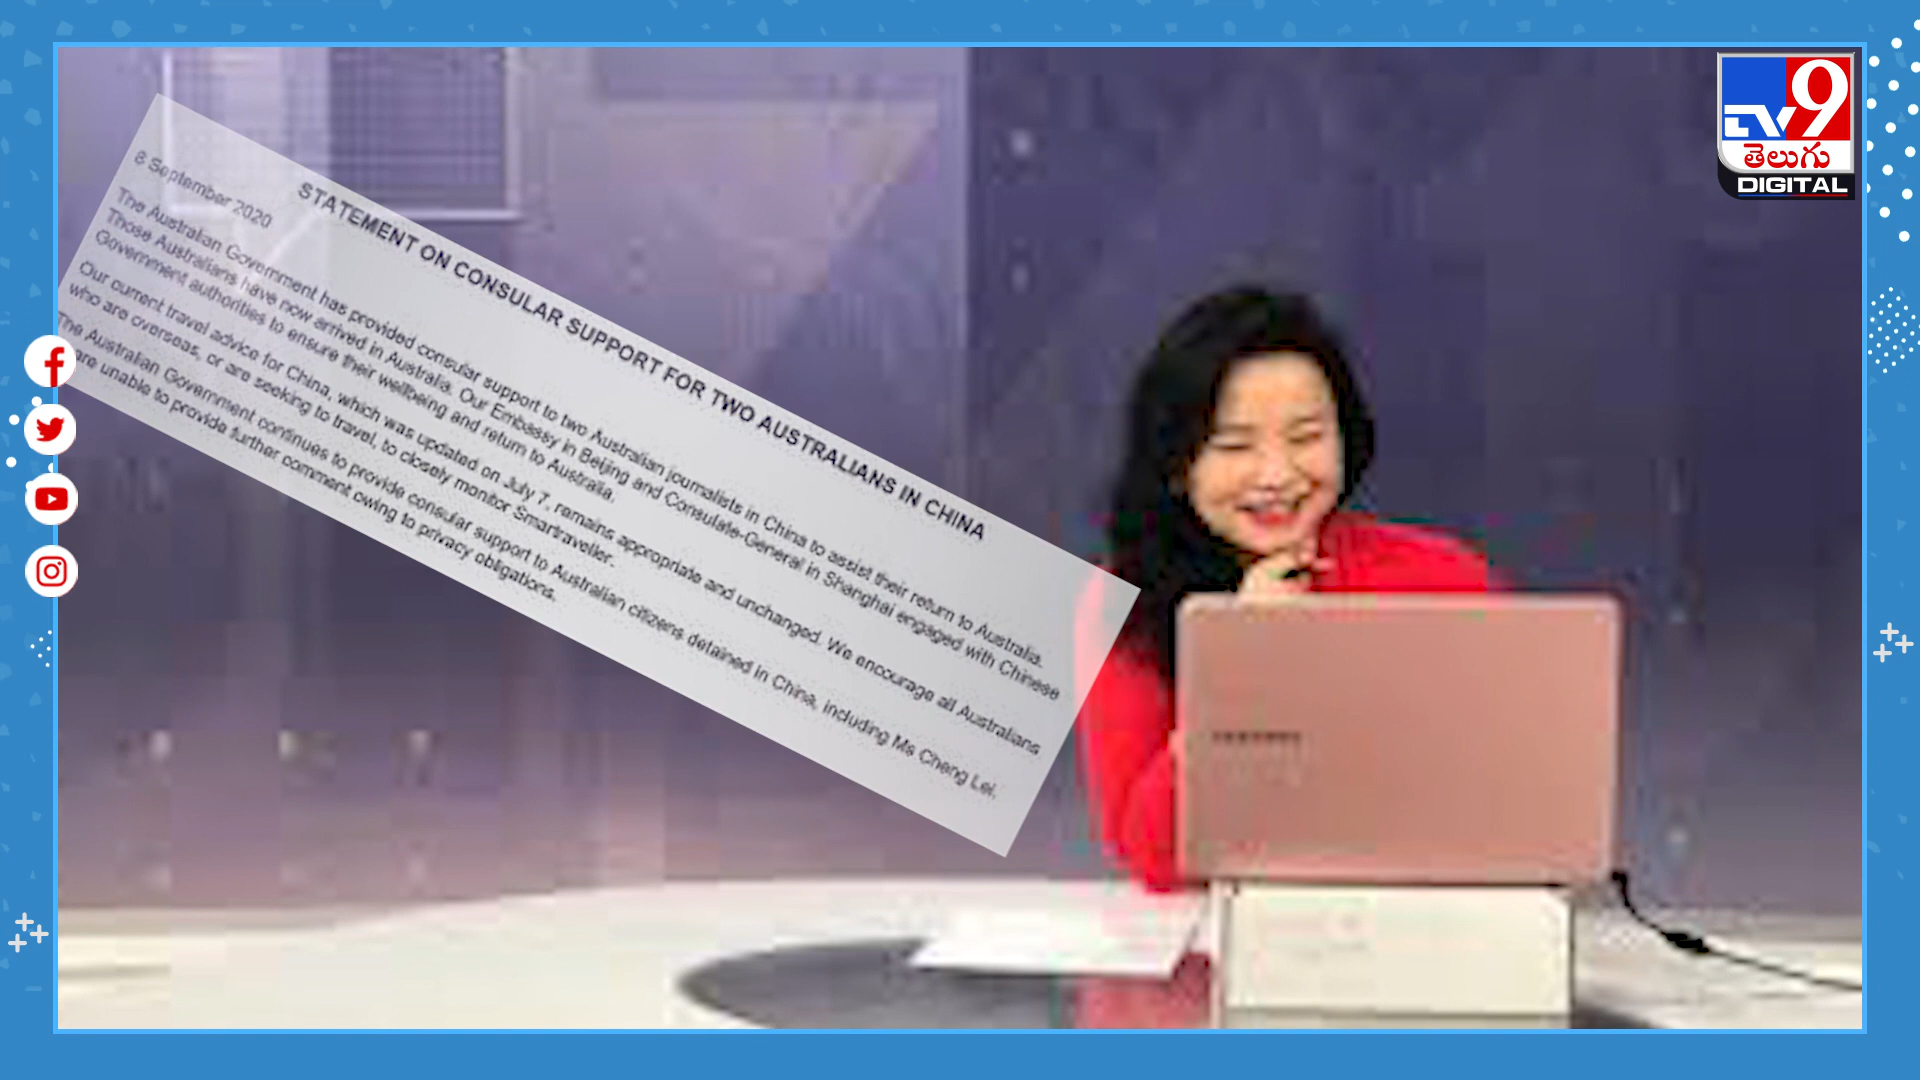 TV9
తెలుగు
DIGITAL
STATEMENT ON CONSULAR SUPPORT FOR TWO AUSTRALIANS IN CHINA
8 September 2020
The Australian Government has provided consular support to two Australian journalists in China to assist their return to Australia.
Those Australians have now arrived in Australia. Our Embassy in Beijing and Consulate-General in Shanghai engaged with Chinese
Government authorities to ensure their wellbeing and return to Australia.
Our current travel advice for China, which was updated on July 7, remains appropriate and unchanged. We encourage all Australians
who are overseas, or are seeking to travel, to closely monitor Smartraveller.
The Australian Government continues to provide consular support to Australian citizens detained in China, including Ms Cheng Lei.
are unable to provide further comment owing to privacy obligations.